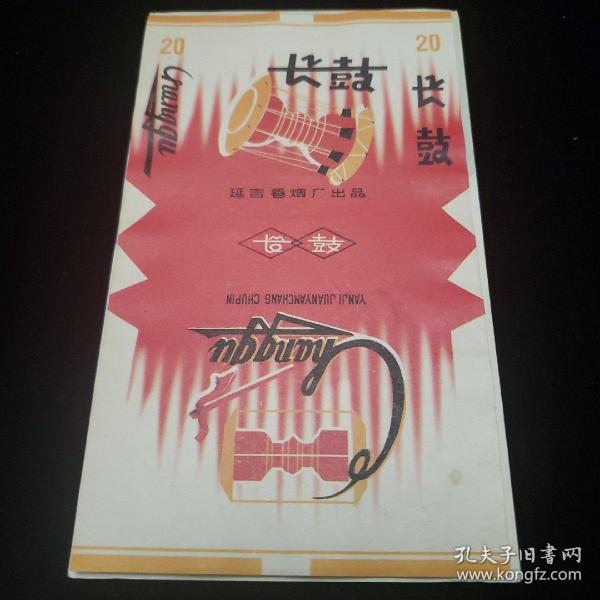 20
20
长鼓
Changgu
长鼓
延吉卷烟厂出品
长鼓
YANJI JUANYANCHANG CHUPIN
Changgu
孔夫子旧书网
www.kongfz.com